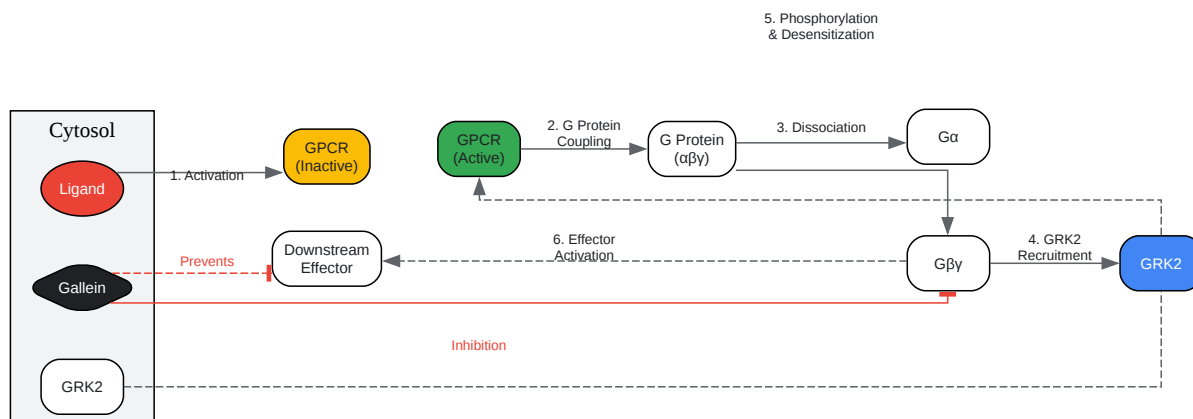 5. Phosphorylation
& Desensitization
Cytosol
Ligand
1. Activation
GPCR
(Inactive)
GPCR
(Active)
2. G Protein
Coupling
G Protein
(αβγ)
3. Dissociation
Gα
Prevents
Downstream
Effector
6. Effector
Activation
Gβγ
4. GRK2
Recruitment
GRK2
Gallein
Inhibition
GRK2